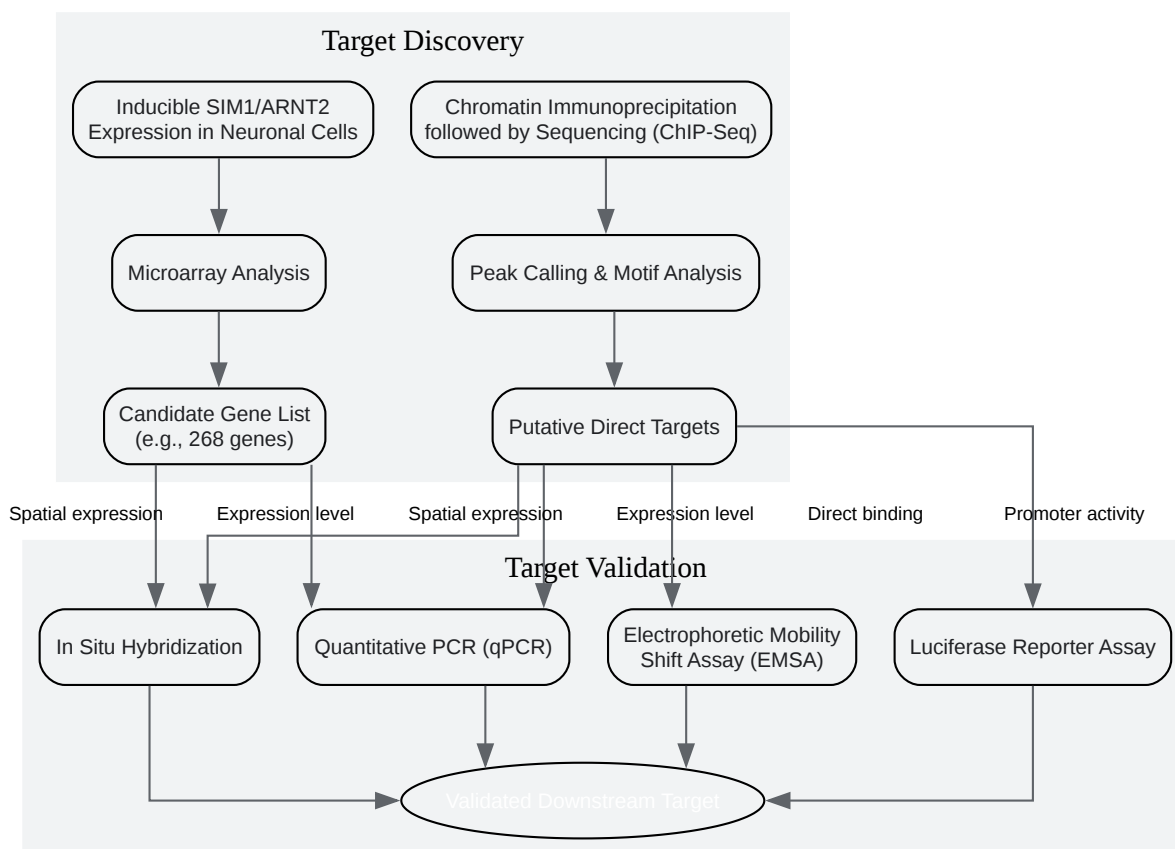 Target Discovery
Inducible SIM1/ARNT2
Expression in Neuronal Cells
Chromatin Immunoprecipitation
followed by Sequencing (ChIP-Seq)
Microarray Analysis
Peak Calling & Motif Analysis
Candidate Gene List
(e.g., 268 genes)
Putative Direct Targets
Spatial expression
Expression level
Spatial expression
Expression level
Direct binding
Promoter activity
Target Validation
In Situ Hybridization
Quantitative PCR (qPCR)
Electrophoretic Mobility
Shift Assay (EMSA)
Luciferase Reporter Assay
Validated Downstream Target